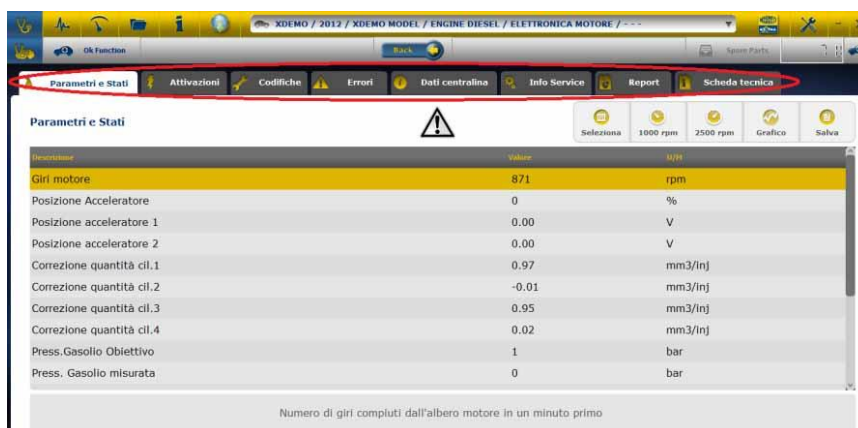 XDEMO / 2012 / XDEMO MODEL / ENGINE DIESEL / ELETTRONICA MOTORE / - - -
Ok Function Back Spare Parts
Parametri e Stati Attivazioni Codifiche Errori Dati centralina Info Service Report Scheda tecnica
Parametri e Stati Seleziona 1000 rpm 2500 rpm Grafico Salva
Descrizione Valore U/M
Giri motore 871 rpm
Posizione Acceleratore 0 %
Posizione acceleratore 1 0.00 V
Posizione acceleratore 2 0.00 V
Correzione quantità cil.1 0.97 mm3/inj
Correzione quantità cil.2 -0.01 mm3/inj
Correzione quantità cil.3 0.95 mm3/inj
Correzione quantità cil.4 0.02 mm3/inj
Press.Gasolio Obiettivo 1 bar
Press. Gasolio misurata 0 bar
Numero di giri compiuti dall'albero motore in un minuto primo